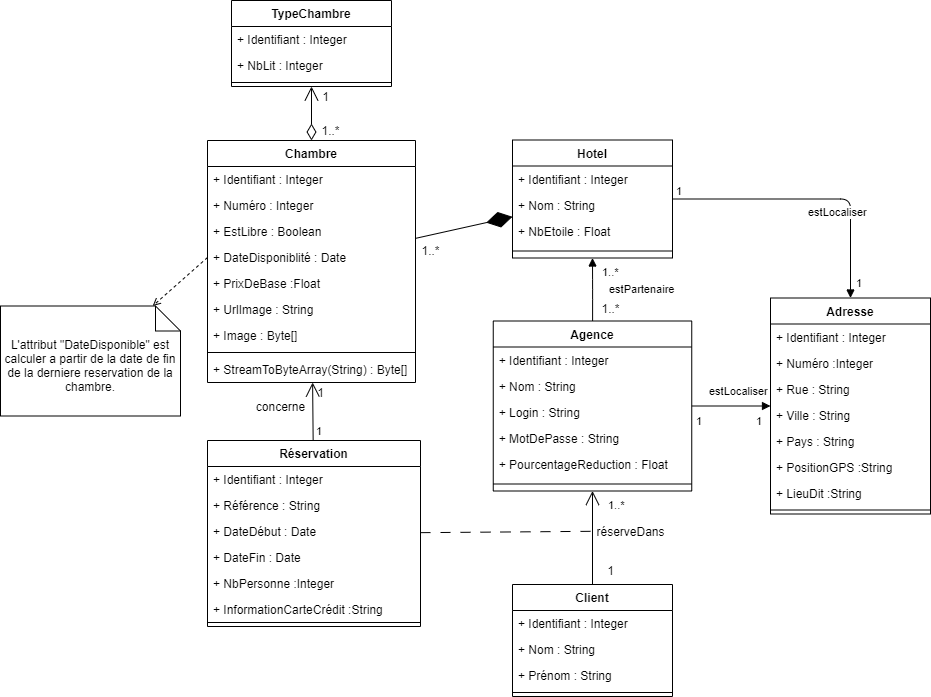 TypeChambre
+ Identifiant : Integer
+ NbLit : Integer
1
1..*
Chambre
+ Identifiant : Integer
+ Numéro : Integer
+ EstLibre : Boolean
+ DateDisponiblité : Date
+ PrixDeBase :Float
+ UrlImage : String
+ Image : Byte[]
+ StreamToByteArray(String) : Byte[]
1..*
Hotel
+ Identifiant : Integer
+ Nom : String
+ NbEtoile : Float
1
estLocaliser
1
L'attribut "DateDisponible" est
calculer a partir de la date de fin
de la derniere reservation de la
chambre.
1..*
estPartenaire
1..*
Agence
+ Identifiant : Integer
+ Nom : String
+ Login : String
+ MotDePasse : String
+ PourcentageReduction : Float
estLocaliser
1
1
Adresse
+ Identifiant : Integer
+ Numéro :Integer
+ Rue : String
+ Ville : String
+ Pays : String
+ PositionGPS :String
+ LieuDit :String
1
concerne
1
Réservation
+ Identifiant : Integer
+ Référence : String
+ DateDébut : Date
+ DateFin : Date
+ NbPersonne :Integer
+ InformationCarteCrédit :String
1..*
réserveDans
1
Client
+ Identifiant : Integer
+ Nom : String
+ Prénom : String